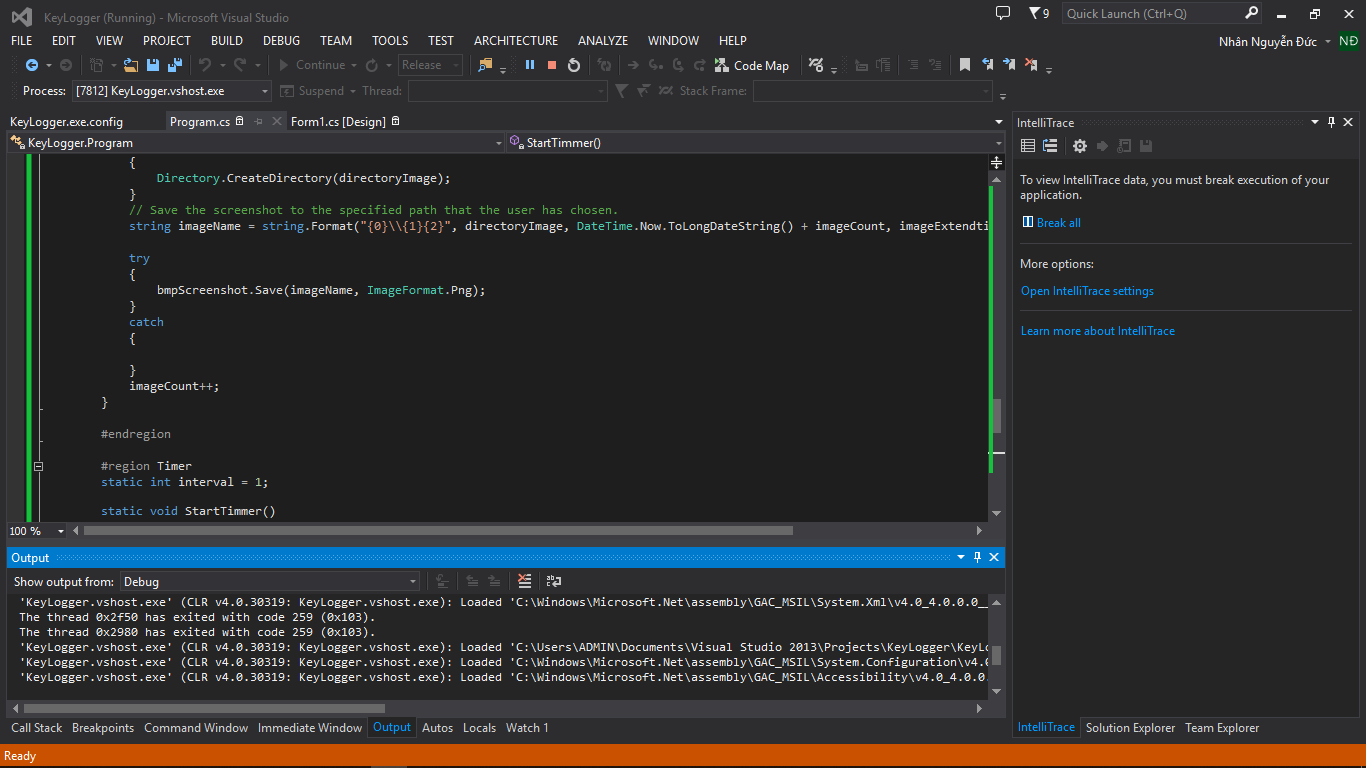 KeyLogger (Running) - Microsoft Visual Studio
9
Quick Launch (Ctrl+Q)
FILE EDIT VIEW PROJECT BUILD DEBUG TEAM TOOLS TEST ARCHITECTURE ANALYZE WINDOW HELP
Nhân Nguyễn Đức
NĐ
Continue
Release
Code Map
Process: [7812] KeyLogger.vshost.exe
Suspend
Thread:
Stack Frame:
KeyLogger.exe.config
Program.cs
Form1.cs [Design]
KeyLogger.Program
StartTimmer()
{
Directory.CreateDirectory(directoryImage);
}
// Save the screenshot to the specified path that the user has chosen.
string imageName = string.Format("{0}\\{1}{2}", directoryImage, DateTime.Now.ToLongDateString() + imageCount, imageExtendti
try
{
bmpScreenshot.Save(imageName, ImageFormat.Png);
}
catch
{
}
imageCount++;
}
#endregion
#region Timer
static int interval = 1;
static void StartTimmer()
100 %
Output
Show output from: Debug
'KeyLogger.vshost.exe' (CLR v4.0.30319: KeyLogger.vshost.exe): Loaded 'C:\Windows\Microsoft.Net\assembly\GAC_MSIL\System.Xml\v4.0_4.0.0.0__
The thread 0x2f50 has exited with code 259 (0x103).
The thread 0x2980 has exited with code 259 (0x103).
'KeyLogger.vshost.exe' (CLR v4.0.30319: KeyLogger.vshost.exe): Loaded 'C:\Users\ADMIN\Documents\Visual Studio 2013\Projects\KeyLogger\KeyLo
'KeyLogger.vshost.exe' (CLR v4.0.30319: KeyLogger.vshost.exe): Loaded 'C:\Windows\Microsoft.Net\assembly\GAC_MSIL\System.Configuration\v4.0
'KeyLogger.vshost.exe' (CLR v4.0.30319: KeyLogger.vshost.exe): Loaded 'C:\Windows\Microsoft.Net\assembly\GAC_MSIL\Accessibility\v4.0_4.0.0.
Call Stack Breakpoints Command Window Immediate Window Output Autos Locals Watch 1
IntelliTrace
To view IntelliTrace data, you must break execution of your
application.
Break all
More options:
Open IntelliTrace settings
Learn more about IntelliTrace
IntelliTrace Solution Explorer Team Explorer
Ready